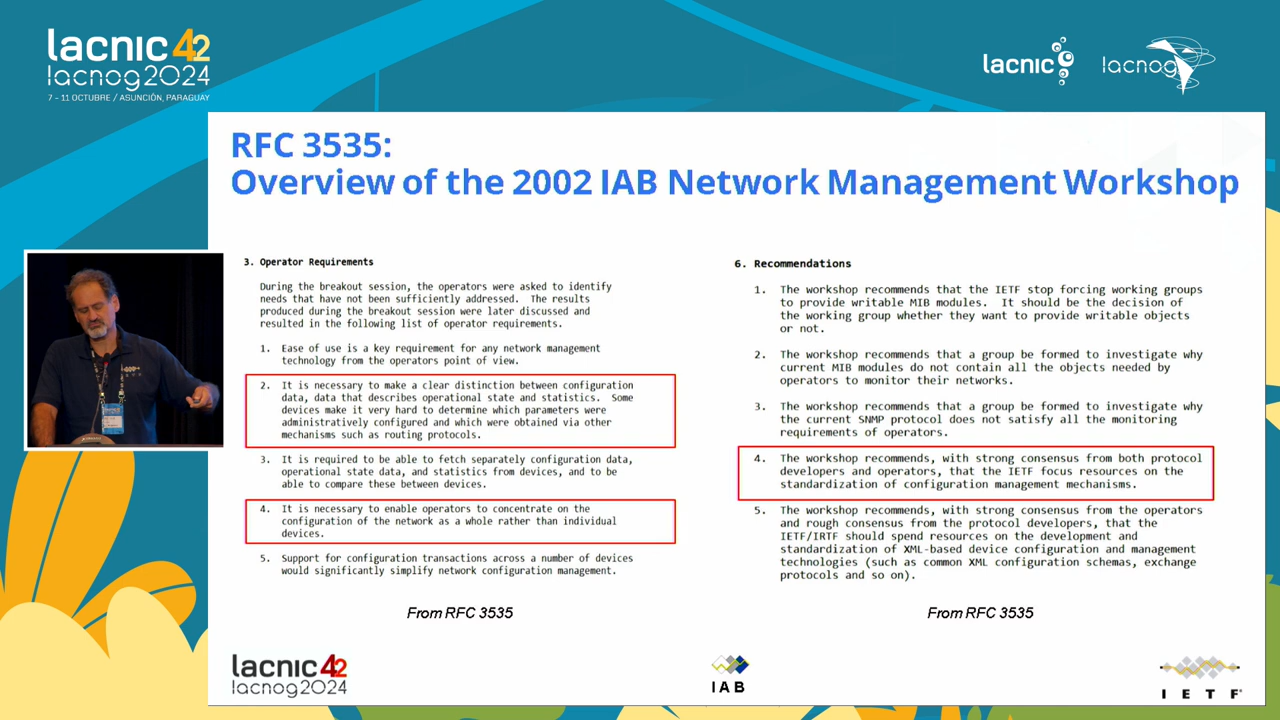 lacnic 42
lacnog2024
7 - 11 OCTUBRE / ASUNCIÓN, PARAGUAY
lacnic
lacnog
RFC 3535:
Overview of the 2002 IAB Network Management Workshop
3. Operator Requirements
During the breakout session, the operators were asked to identify
needs that have not been sufficiently addressed. The results
produced during the breakout session were later discussed and
resulted in the following list of operator requirements.
1. Ease of use is a key requirement for any network management
technology from the operators point of view.
2. It is necessary to make a clear distinction between configuration
data, data that describes operational state and statistics. Some
devices make it very hard to determine which parameters were
administratively configured and which were obtained via other
mechanisms such as routing protocols.
3. It is required to be able to fetch separately configuration data,
operational state data, and statistics from devices, and to be
able to compare these between devices.
4. It is necessary to enable operators to concentrate on the
configuration of the network as a whole rather than individual
devices.
5. Support for configuration transactions across a number of devices
would significantly simplify network configuration management.
From RFC 3535
6. Recommendations
1. The workshop recommends that the IETF stop forcing working groups
to provide writable MIB modules. It should be the decision of
the working group whether they want to provide writable objects
or not.
2. The workshop recommends that a group be formed to investigate why
current MIB modules do not contain all the objects needed by
operators to monitor their networks.
3. The workshop recommends that a group be formed to investigate why
the current SNMP protocol does not satisfy all the monitoring
requirements of operators.
4. The workshop recommends, with strong consensus from both protocol
developers and operators, that the IETF focus resources on the
standardization of configuration management mechanisms.
5. The workshop recommends, with strong consensus from the operators
and rough consensus from the protocol developers, that the
IETF/IRTF should spend resources on the development and
standardization of XML-based device configuration and management
technologies (such as common XML configuration schemas, exchange
protocols and so on).
From RFC 3535
lacnic 42
lacnog2024
IAB
IETF